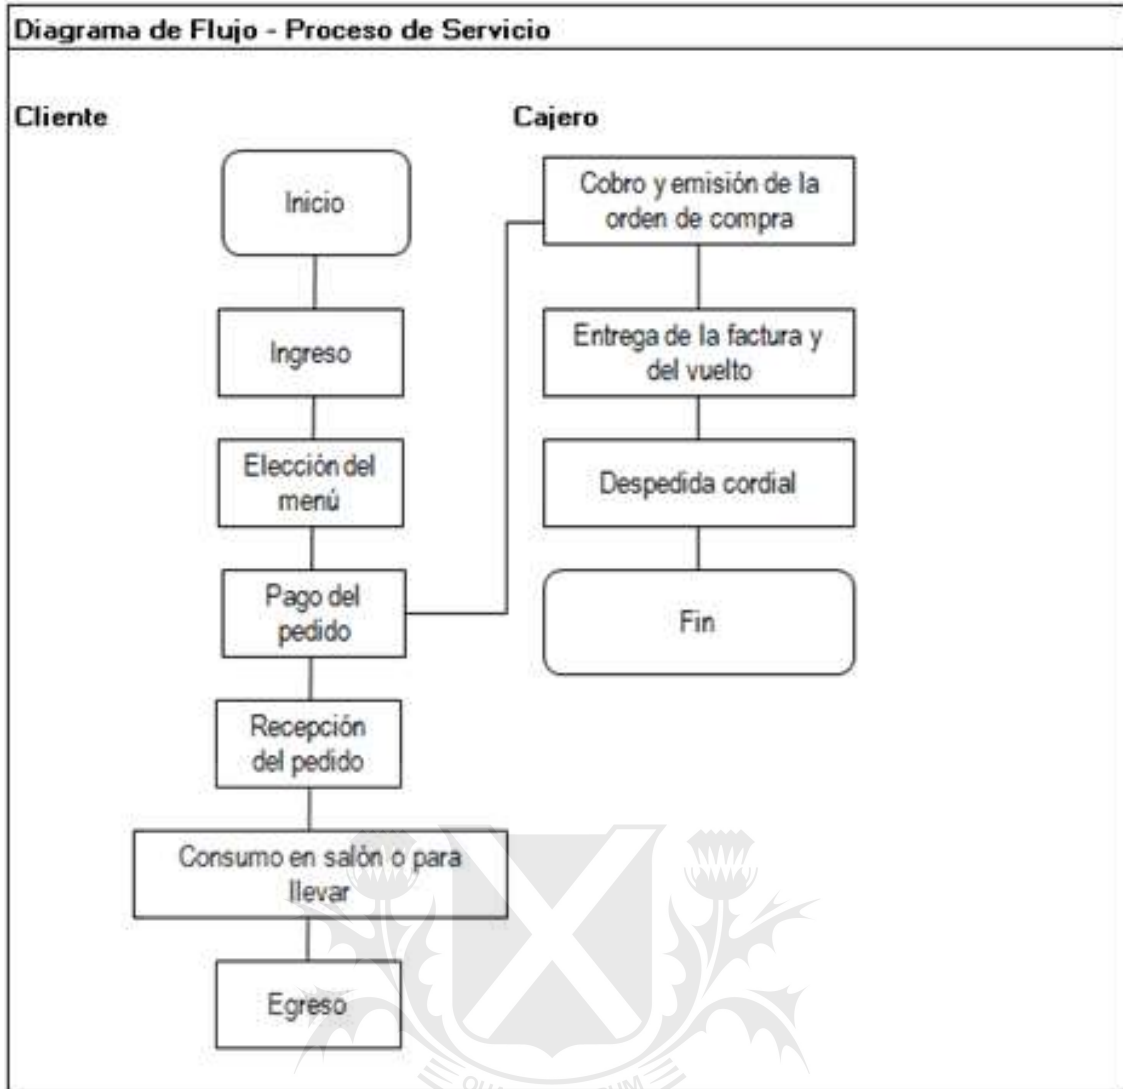 Diagrama de Flujo - Proceso de Servicio
Cliente
Inicio
Ingreso
Elección del
menú
Pago del
pedido
Recepción
del pedido
Consumo en salón o para
llevar
Egreso
Cajero
Cobro y emisión de la
orden de compra
Entrega de la factura y
del vuelto
Despedida cordial
Fin